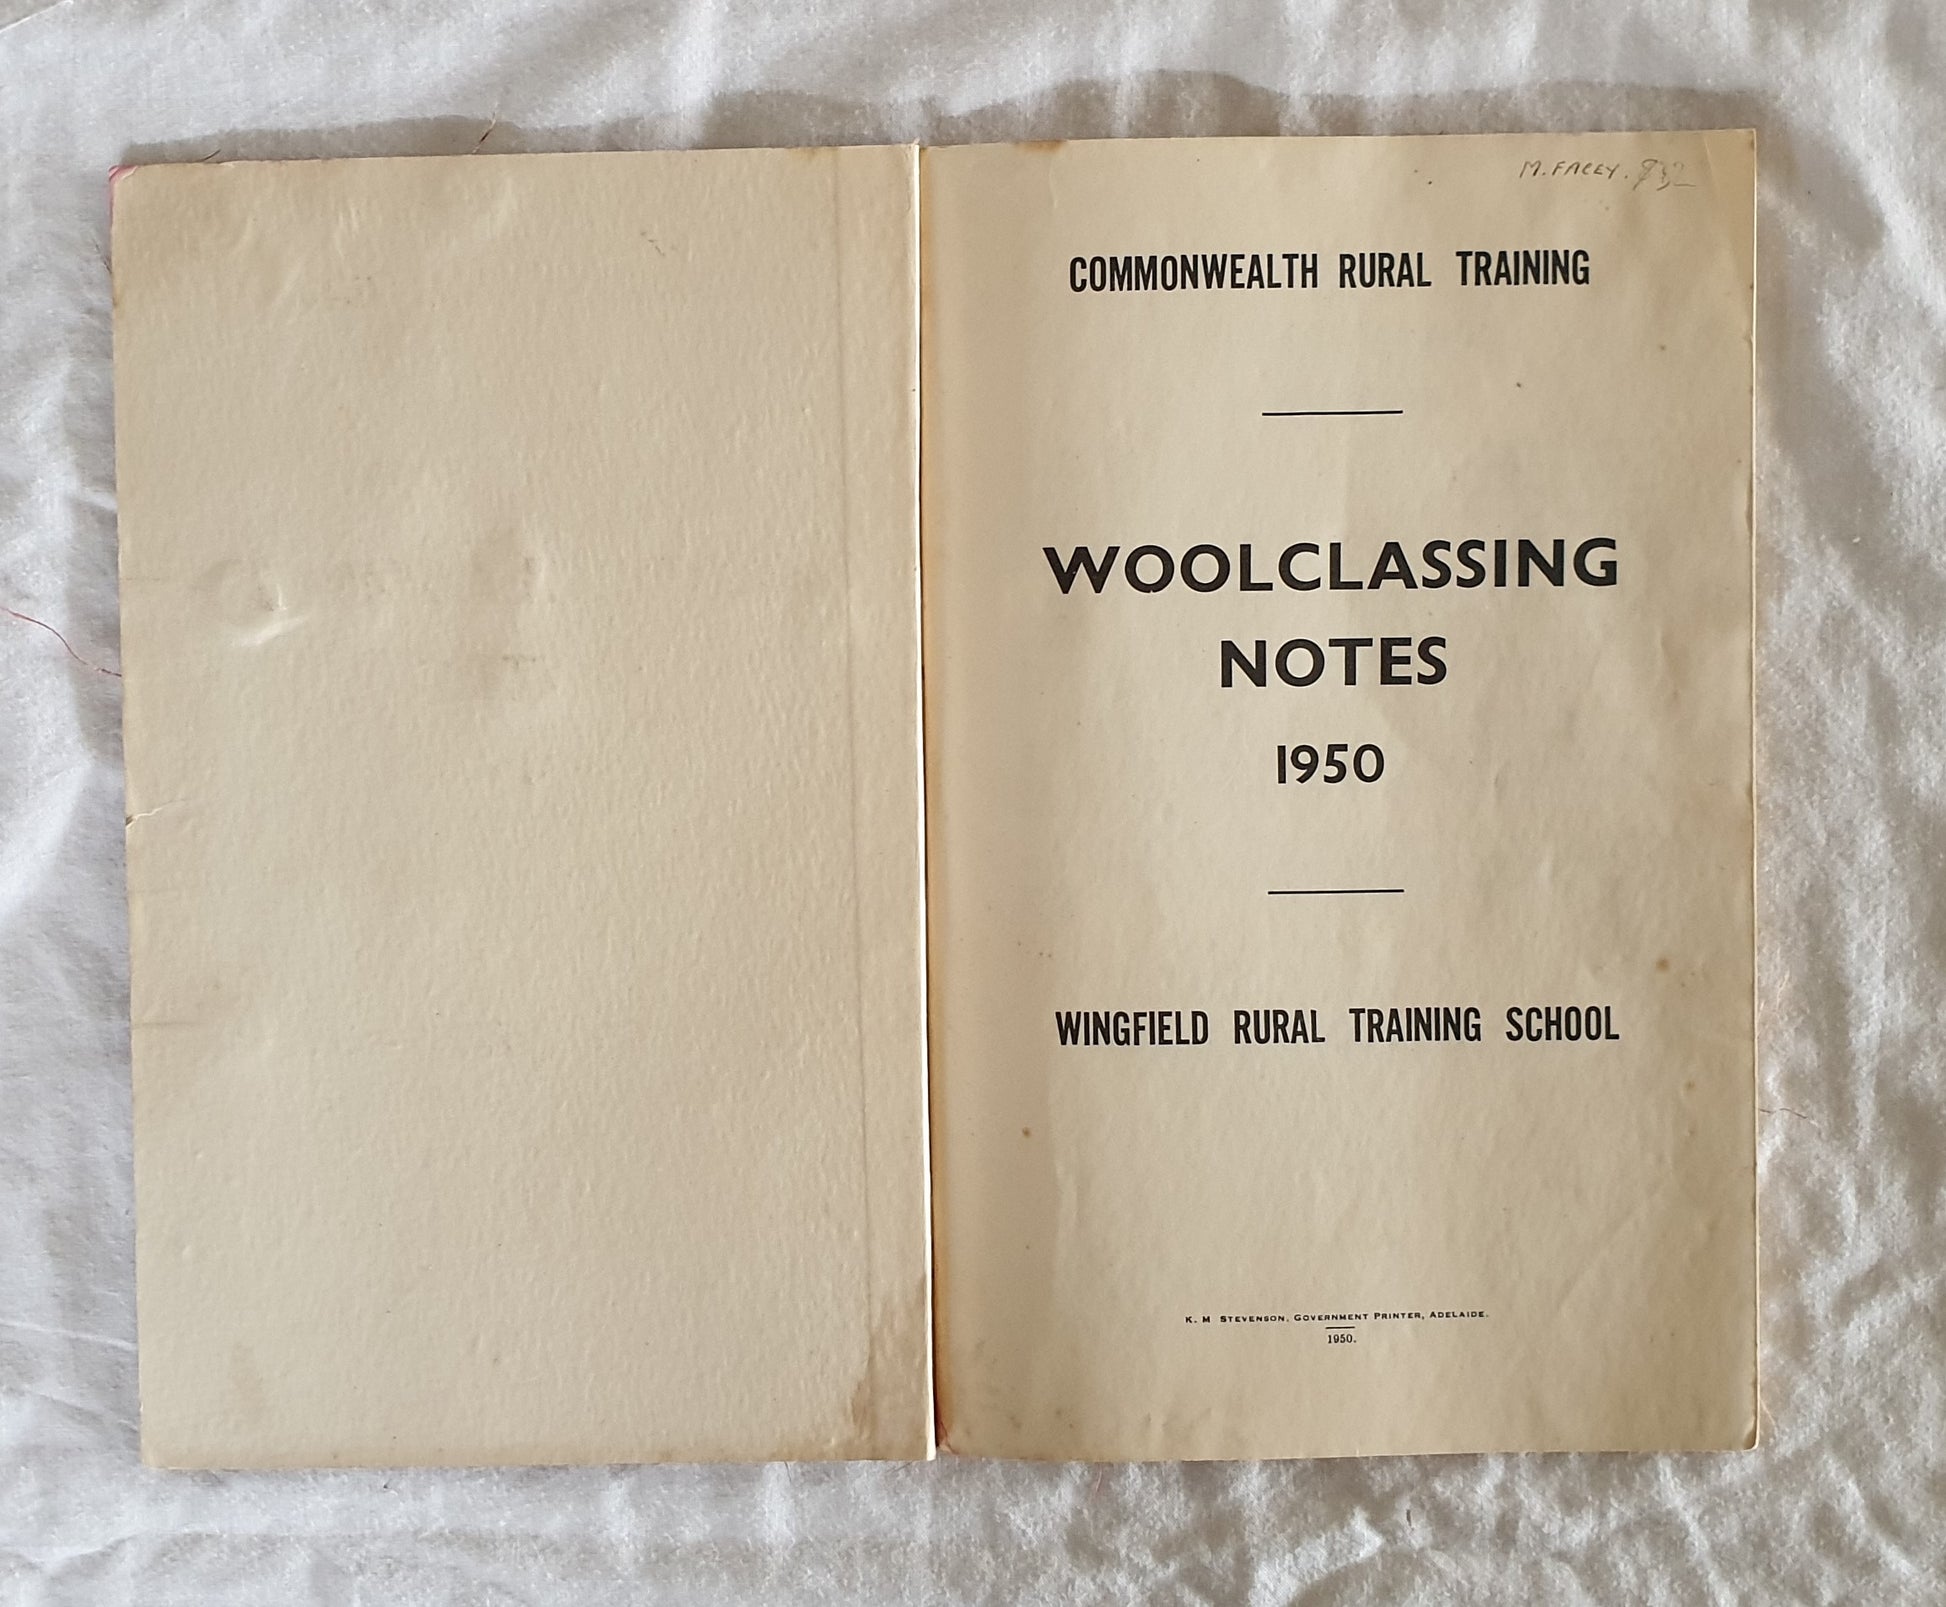 M. FACEY.
COMMONWEALTH RURAL TRAINING
WOOLCLASSING
NOTES
1950
WINGFIELD RURAL TRAINING SCHOOL
K. M STEVENSON, GOVERNMENT PRINTER, ADELAIDE.
1950.